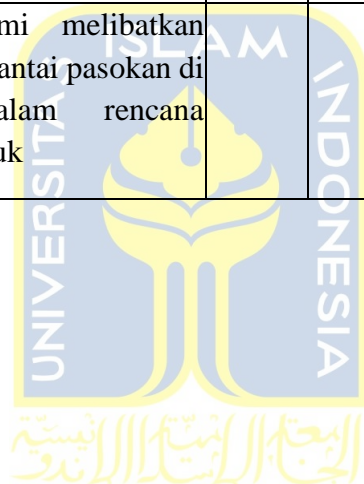 mi melibatkan
antai pasokan di
alam rencana
uk
ISLAM
UNIVERSITAS
INDONESIA